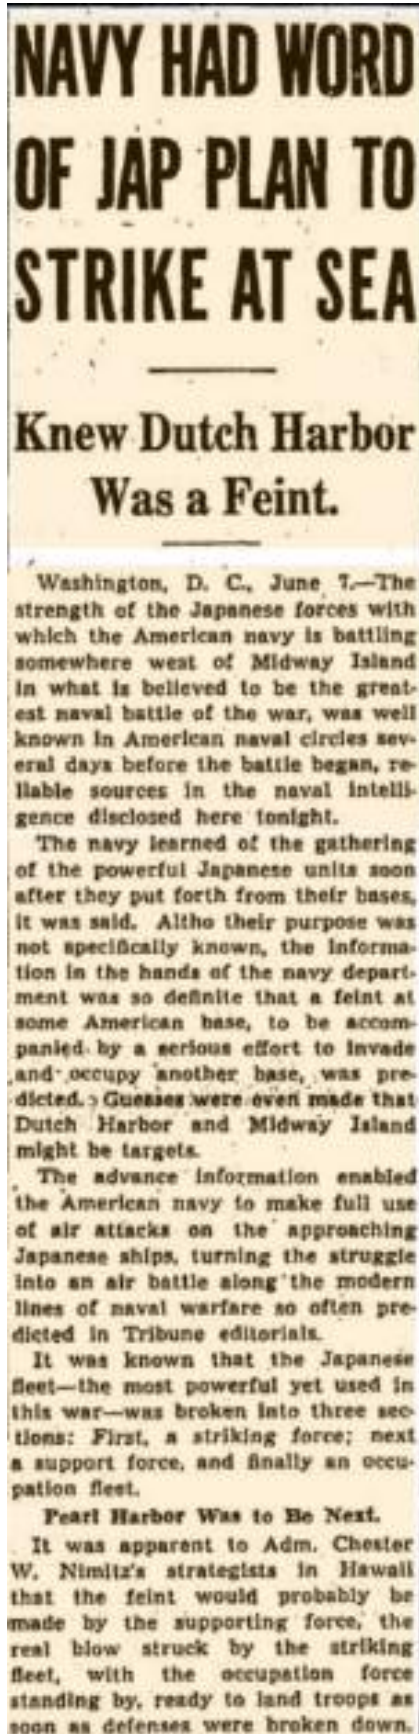 NAVY HAD WORD
OF JAP PLAN TO
STRIKE AT SEA
Knew Dutch Harbor
Was a Feint.
Washington, D. C., June 7.—The
strength of the Japanese forces with
which the American navy is battling
somewhere west of Midway Island
in what is believed to be the great-
est naval battle of the war, was well
known in American naval circles sev-
eral days before the battle began, re-
liable sources in the naval intelli-
gence disclosed here tonight.
The navy learned of the gathering
of the powerful Japanese units soon
after they put forth from their bases,
it was said. Altho their purpose was
not specifically known, the informa-
tion in the hands of the navy depart-
ment was so definite that a feint at
some American base, to be accom-
panied by a serious effort to invade
and occupy another base, was pre-
dicted. Guesses were even made that
Dutch Harbor and Midway Island
might be targets.
The advance information enabled
the American navy to make full use
of air attacks on the approaching
Japanese ships, turning the struggle
into an air battle along the modern
lines of naval warfare so often pre-
dicted in Tribune editorials.
It was known that the Japanese
fleet—the most powerful yet used in
this war—was broken into three sec-
tions: First, a striking force; next
a support force, and finally an occu-
pation fleet.
Pearl Harbor Was to Be Next.
It was apparent to Adm. Chester
W. Nimitz's strategists in Hawaii
that the feint would probably be
made by the supporting force, the
real blow struck by the striking
fleet, with the occupation force
standing by, ready to land troops as
soon as defenses were broken down.